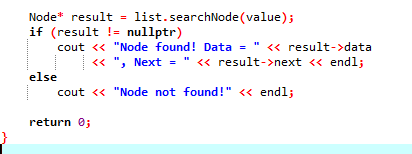 Node* result = list.searchNode(value);
if (result != nullptr)
cout << "Node found! Data = " << result->data
<< ", Next = " << result->next << endl;
else
cout << "Node not found!" << endl;
return 0;
}